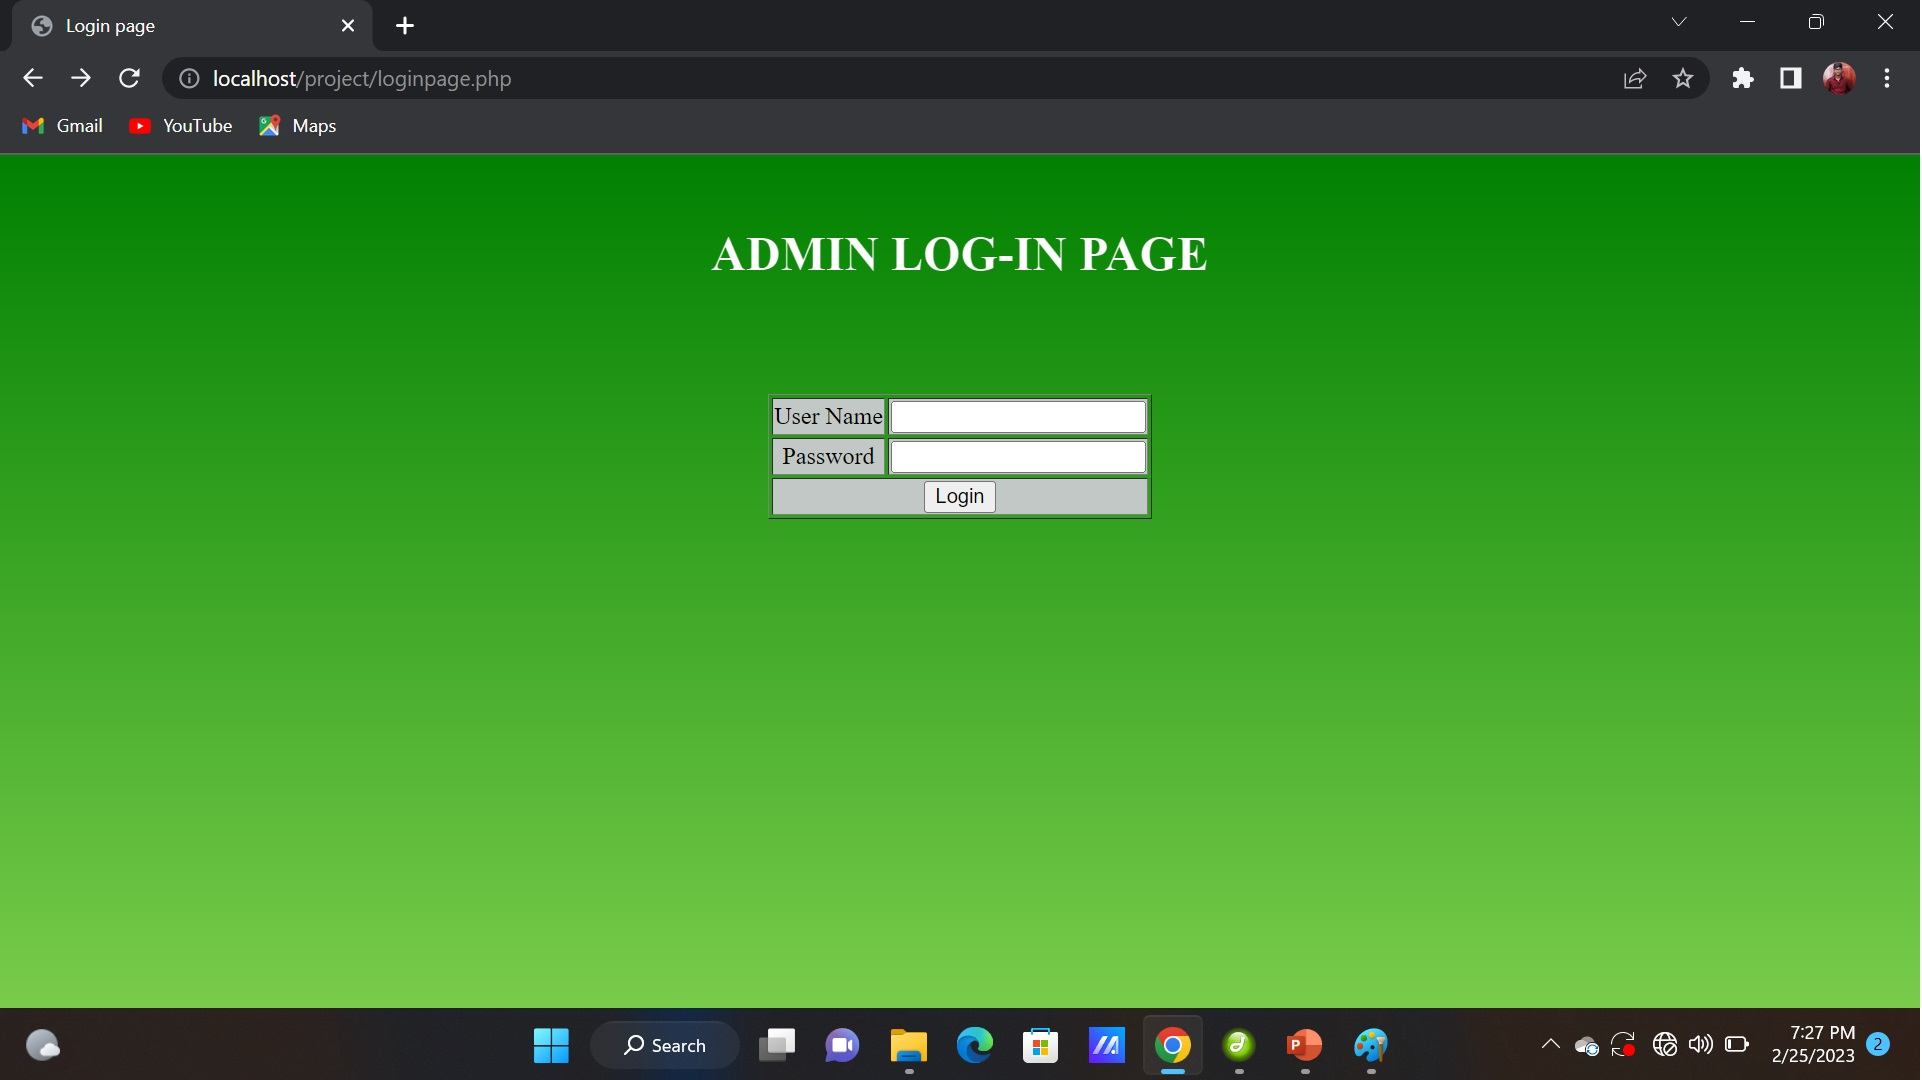 Login page
localhost/project/loginpage.php
Gmail YouTube Maps
ADMIN LOG-IN PAGE
User Name
Password
Login
Search
P
7:27 PM
2/25/2023
2